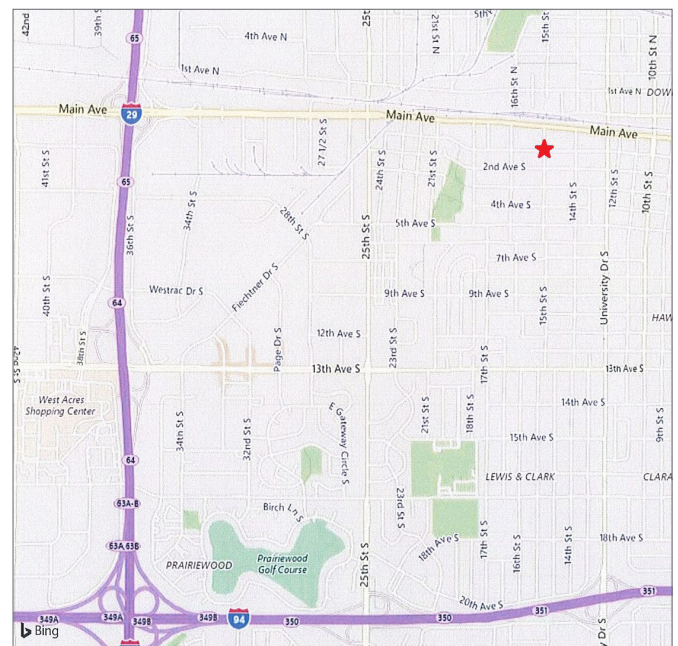 42nd
39th S
65
4th Ave N
25t
21st St N
5th
15th St
1st Ave N
16th St N
10th St N
1st Ave N
DOW
Main Ave
29
Main Ave
Main Ave
27 1/2 St S
41st St S
65
34th St S
24th St S
21st St S
2nd Ave S
14th St S
12th St S
10th St S
4th Ave S
28th St S
36th St S
25th St S
5th Ave S
7th Ave S
University Dr S
40th St S
64
Westrac Dr S
Fiechtner Dr S
9th Ave S
9th Ave S
15th St S
HAW
38th St S
Page Dr S
12th Ave S
23rd St S
17th St S
42nd St S
13th Ave S
13th Ave S
West Acres
Shopping Center
34th St S
32nd St S
E Gateway Circle S
21st St S
18th St S
14th Ave S
9th St S
15th Ave S
64
LEWIS & CLARK
CLARA
63A-B
Birch Ln S
23rd St S
63A
63B
18th Ave S
17th St S
16th St S
14th St S
18th Ave S
PRAIRIEWOOD
Prairiewood
Golf Course
25th St S
20th Ave S
351
351
349A
349A
349B
349B
94
350
350
y Dr S
Bing